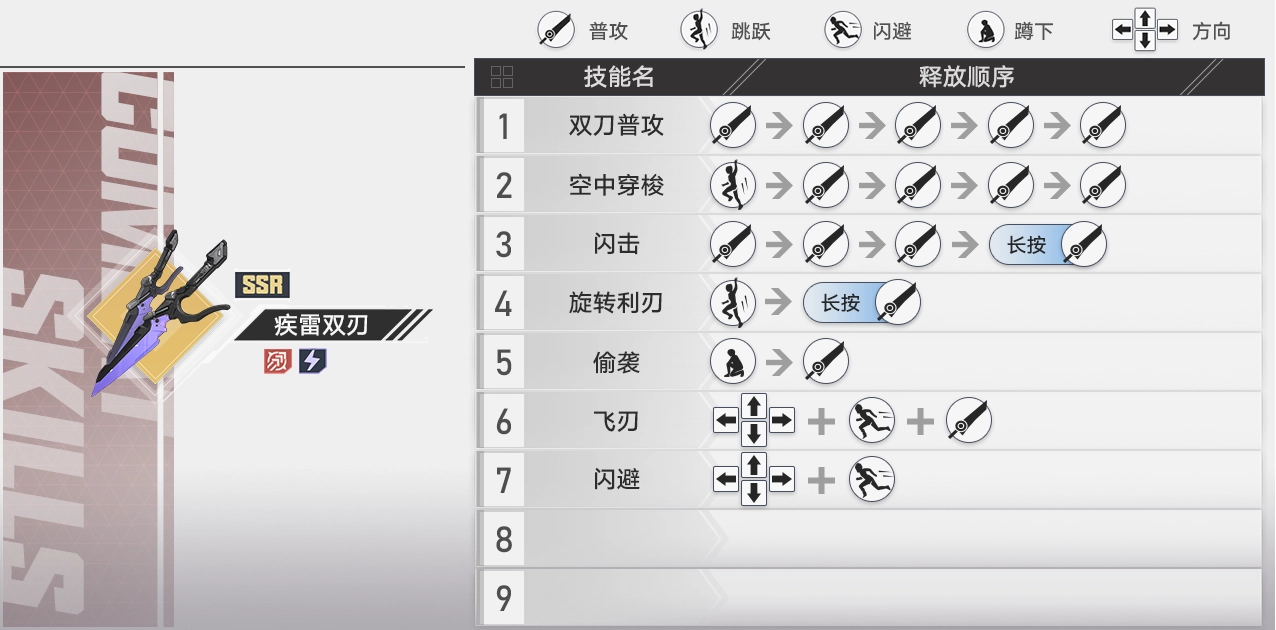 普攻 跳跃 闪避 蹲下 方向
技能名 释放顺序
COMBAT
SKILLS
SSR
疾雷双刃
1 双刀普攻
2 空中穿梭
3 闪击 长按
4 旋转利刃 长按
5 偷袭
6 飞刃
7 闪避
8
9